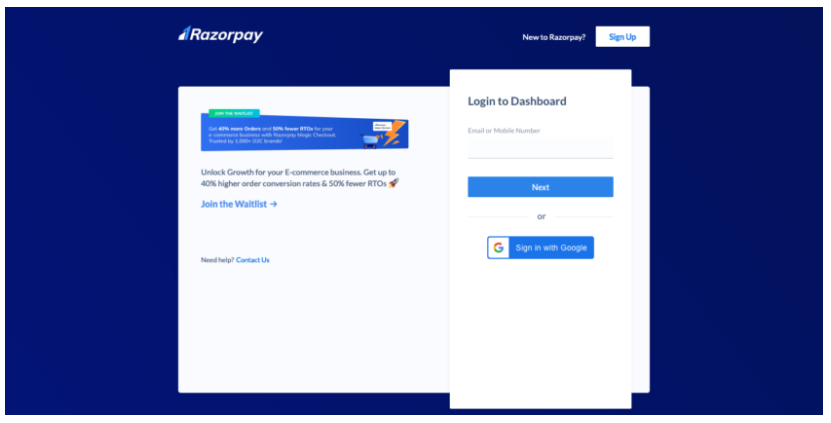 Razorpay
New to Razorpay?
Sign Up
JOIN THE WAITLIST
Get 40% more Orders and 50% fewer RTOs for your
e-commerce business with Razorpay Magic Checkout.
Trusted by 1,000+ D2C brands!
Unlock Growth for your E-commerce business. Get up to
40% higher order conversion rates & 50% fewer RTOs 🚀
Join the Waitlist →
Need help? Contact Us
Login to Dashboard
Email or Mobile Number
Next
or
Sign in with Google